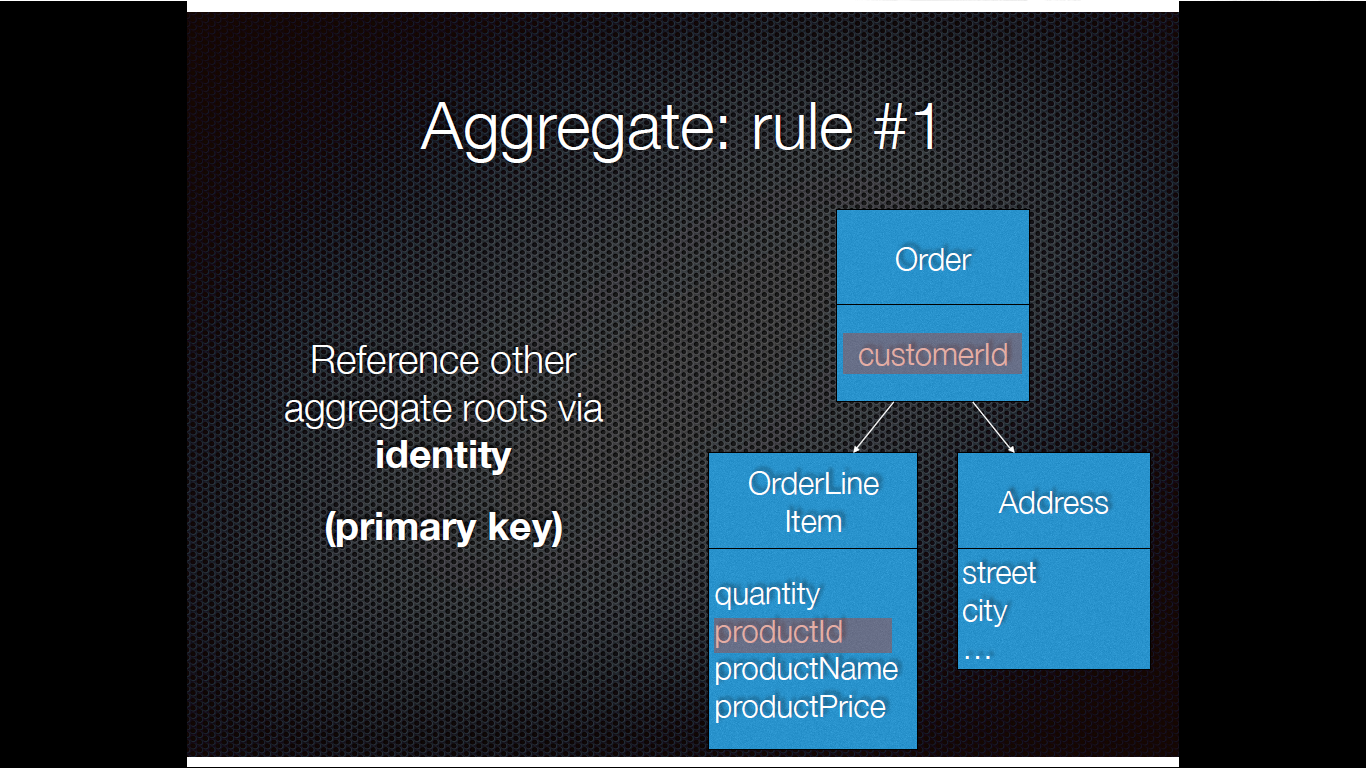 Aggregate: rule #1
Reference other
aggregate roots via
identity
(primary key)
Order
customerId
OrderLine
Item
quantity
productId
productName
productPrice
Address
street
city
…